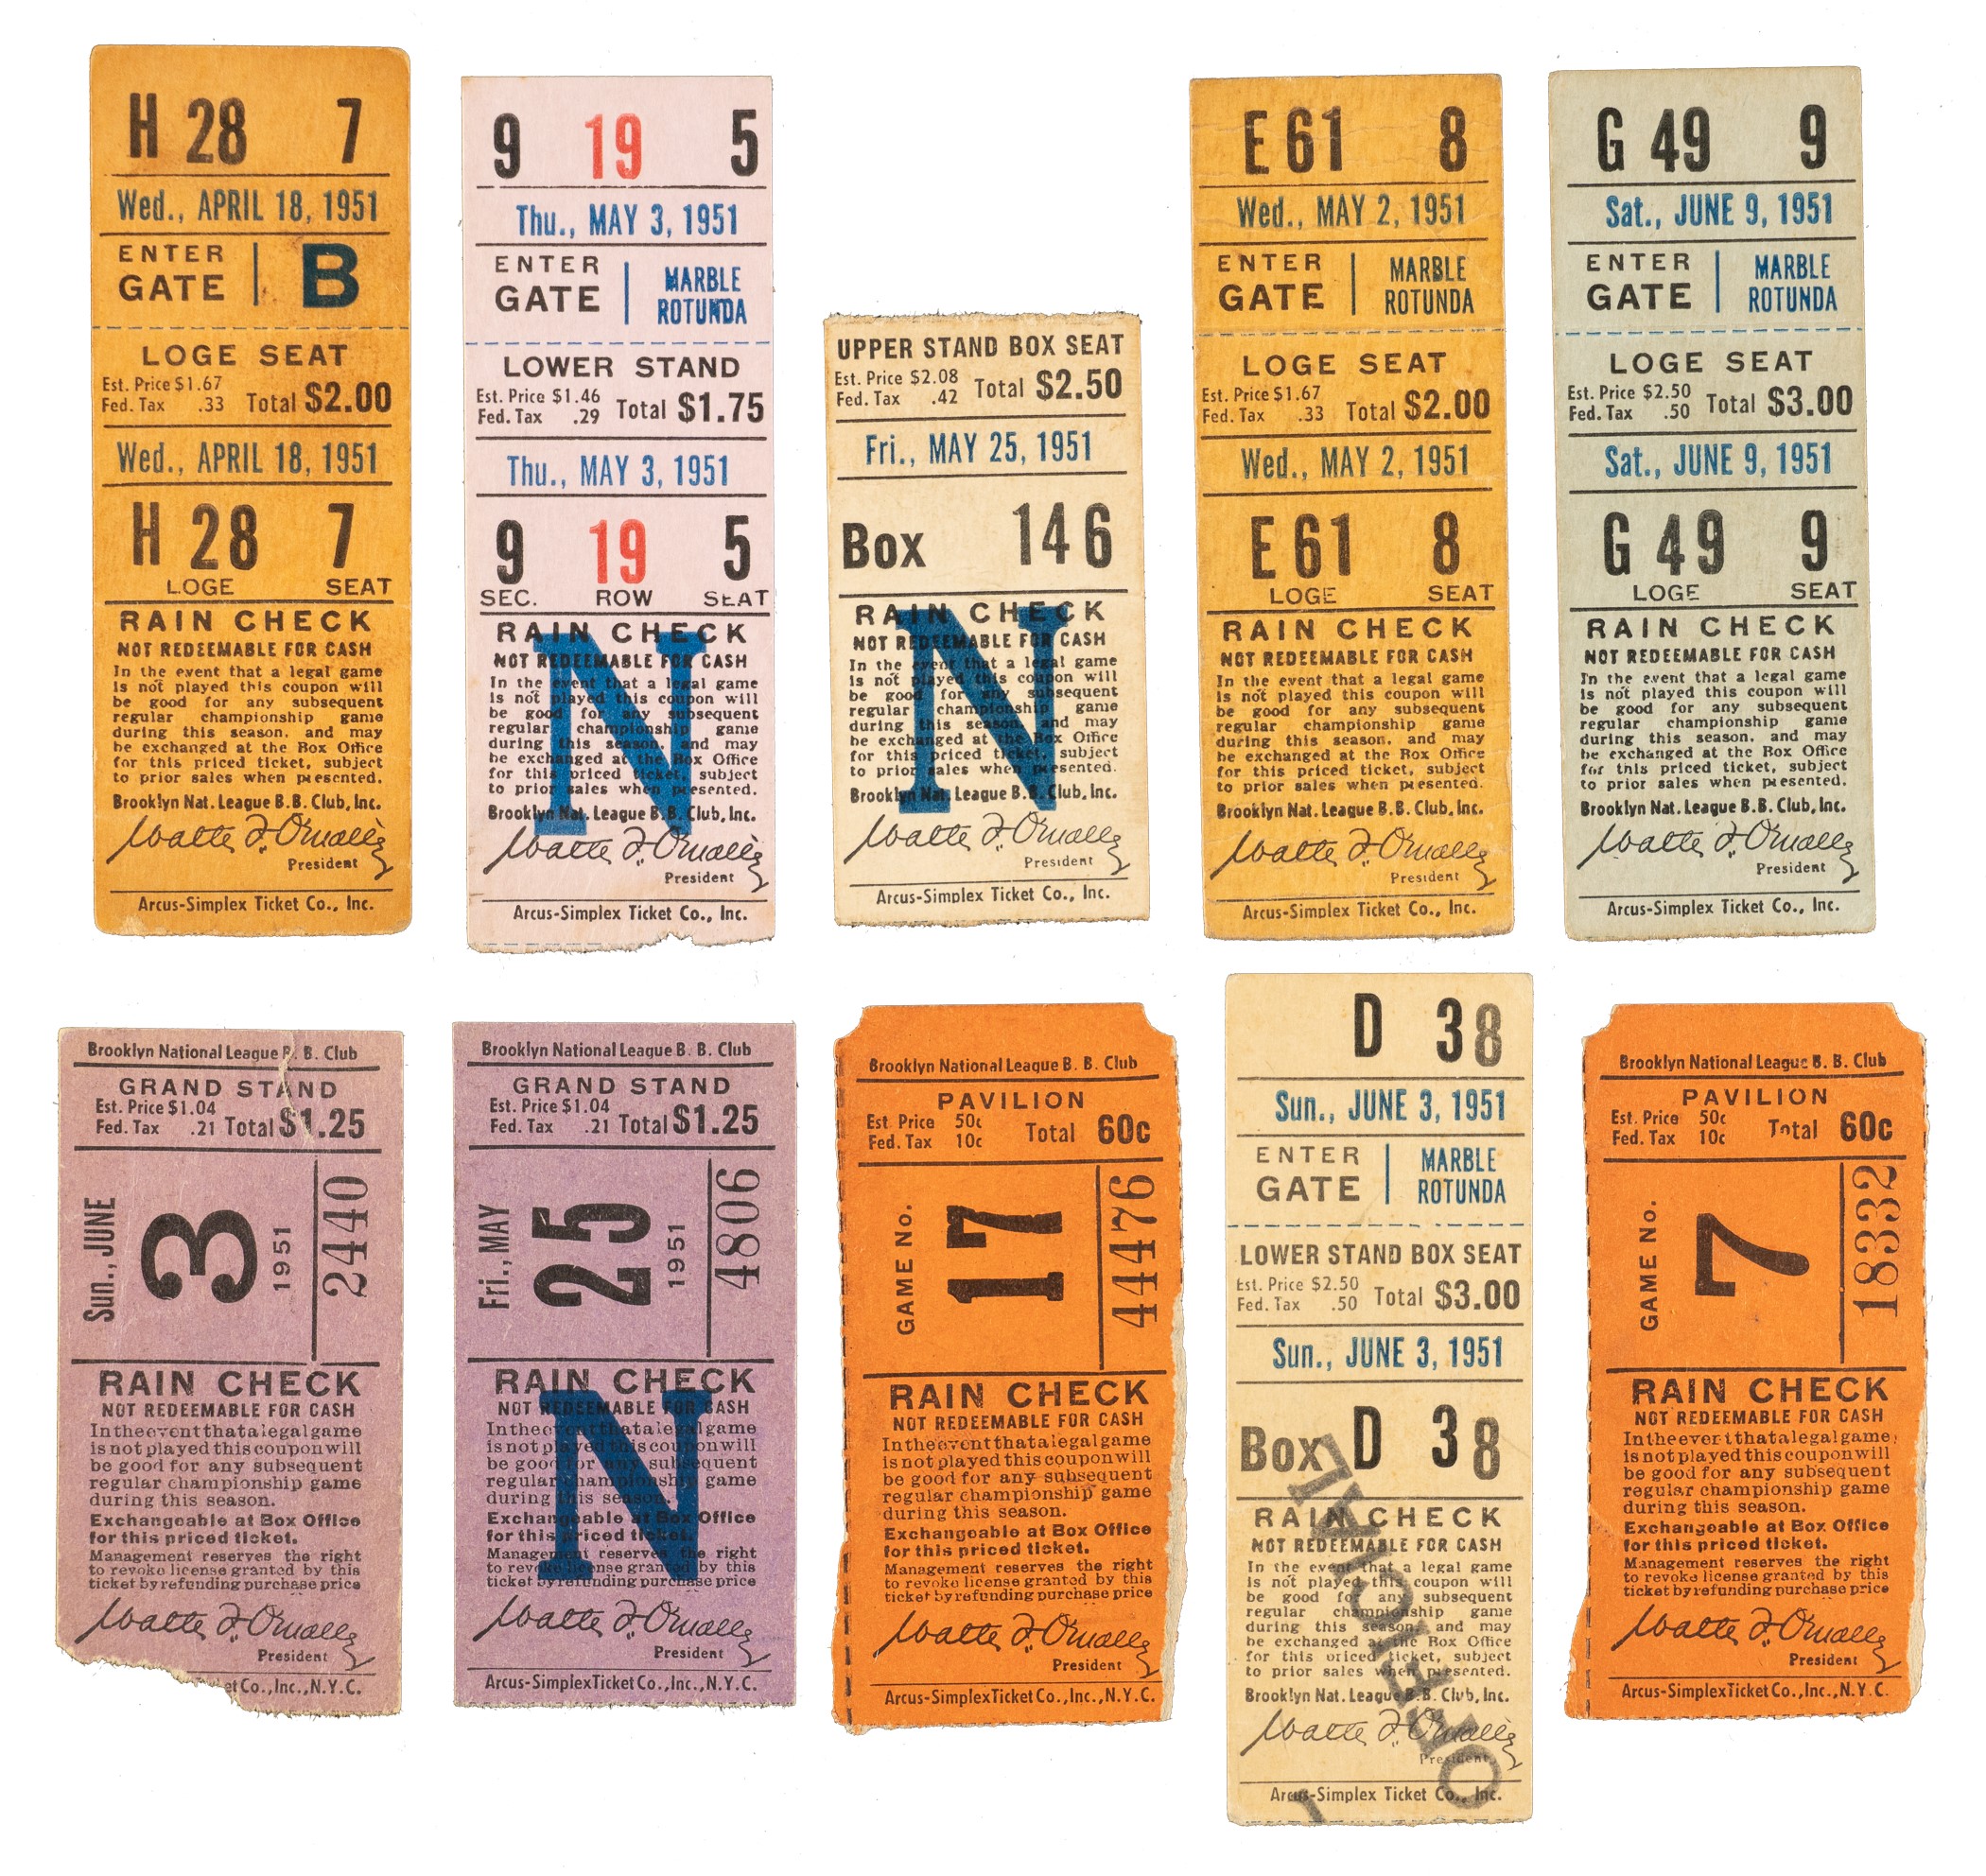 H 28 7
Wed., APRIL 18, 1951
ENTER
GATE B
LOGE SEAT
Est. Price $1.67
Fed. Tax .33 Total $2.00
Wed., APRIL 18, 1951
H 28 7
LOGE SEAT
RAIN CHECK
NOT REDEEMABLE FOR CASH
In the event that a legal game
is not played this coupon will
be good for any subsequent
regular championship game
during this season, and may
be exchanged at the Box Office
for this priced ticket, subject
to prior sales when presented.
Brooklyn Nat. League B.B. Club, Inc.
Walter F. O'Malley
President
Arcus-Simplex Ticket Co., Inc.
9 19 5
Thu., MAY 3, 1951
ENTER
GATE
MARBLE
ROTUNDA
LOWER STAND
Est. Price $1.46
Fed. Tax .29 Total $1.75
Thu., MAY 3, 1951
9 19 5
SEC. ROW SEAT
N
RAIN CHECK
NOT REDEEMABLE FOR CASH
In the event that a legal game
is not played this coupon will
be good for any subsequent
regular championship game
during this season, and may
be exchanged at the Box Office
for this priced ticket, subject
to prior sales when presented.
Brooklyn Nat. League B.B. Club, Inc.
Walter F. O'Malley
President
Arcus-Simplex Ticket Co., Inc.
UPPER STAND BOX SEAT
Est. Price $2.08
Fed. Tax .42 Total $2.50
Fri., MAY 25, 1951
Box 146
N
RAIN CHECK
NOT REDEEMABLE FOR CASH
In the event that a legal game
is not played this coupon will
be good for any subsequent
regular championship game
during this season, and may
be exchanged at the Box Office
for this priced ticket, subject
to prior sales when presented.
Brooklyn Nat. League B.B. Club, Inc.
Walter F. O'Malley
President
Arcus-Simplex Ticket Co., Inc.
E 61 8
Wed., MAY 2, 1951
ENTER
GATE
MARBLE
ROTUNDA
LOGE SEAT
Est. Price $1.67
Fed. Tax .33 Total $2.00
Wed., MAY 2, 1951
E 61 8
LOGE SEAT
RAIN CHECK
NOT REDEEMABLE FOR CASH
In the event that a legal game
is not played this coupon will
be good for any subsequent
regular championship game
during this season, and may
be exchanged at the Box Office
for this priced ticket, subject
to prior sales when presented.
Brooklyn Nat. League B.B. Club, Inc.
Walter F. O'Malley
President
Arcus-Simplex Ticket Co., Inc.
G 49 9
Sat., JUNE 9, 1951
ENTER
GATE
MARBLE
ROTUNDA
LOGE SEAT
Est. Price $2.50
Fed. Tax .50 Total $3.00
Sat., JUNE 9, 1951
G 49 9
LOGE SEAT
RAIN CHECK
NOT REDEEMABLE FOR CASH
In the event that a legal game
is not played this coupon will
be good for any subsequent
regular championship game
during this season, and may
be exchanged at the Box Office
for this priced ticket, subject
to prior sales when presented.
Brooklyn Nat. League B.B. Club, Inc.
Walter F. O'Malley
President
Arcus-Simplex Ticket Co., Inc.
Brooklyn National League B. B. Club
GRAND STAND
Est. Price $1.04
Fed. Tax .21 Total $1.25
Sun., JUNE
3
1951
2440
RAIN CHECK
NOT REDEEMABLE FOR CASH
In the event that a legal game
is not played this coupon will
be good for any subsequent
regular championship game
during this season.
Exchangeable at Box Office
for this priced ticket.
Management reserves the right
to revoke license granted by this
ticket by refunding purchase price
Walter F. O'Malley
President
et Co., Inc., N.Y.C.
Brooklyn National League B. B. Club
GRAND STAND
Est. Price $1.04
Fed. Tax .21 Total $1.25
Fri., MAY
25
1951
4806
N
RAIN CHECK
NOT REDEEMABLE FOR CASH
In the event that a legal game
is not played this coupon will
be good for any subsequent
regular championship game
during this season.
Exchangeable at Box Office
for this priced ticket.
Management reserves the right
to revoke license granted by this
ticket by refunding purchase price
Walter F. O'Malley
President
Arcus-Simplex Ticket Co., Inc., N.Y.C.
Brooklyn National League B. B. Club
PAVILION
Est. Price 50c
Fed. Tax 10c Total 60c
GAME No.
17
44476
RAIN CHECK
NOT REDEEMABLE FOR CASH
In the event that a legal game
is not played this coupon will
be good for any subsequent
regular championship game
during this season.
Exchangeable at Box Office
for this priced ticket.
Management reserves the right
to revoke license granted by this
ticket by refunding purchase price
Walter F. O'Malley
President
Arcus-Simplex Ticket Co., Inc., N.Y.C.
D 38
Sun., JUNE 3, 1951
ENTER
GATE
MARBLE
ROTUNDA
LOWER STAND BOX SEAT
Est. Price $2.50
Fed. Tax .50 Total $3.00
Sun., JUNE 3, 1951
Box D 38
RAIN CHECK
NOT REDEEMABLE FOR CASH
In the event that a legal game
is not played this coupon will
be good for any subsequent
regular championship game
during this season, and may
be exchanged at the Box Office
for this priced ticket, subject
to prior sales when presented.
Brooklyn Nat. League B.B. Club, Inc.
Walter F. O'Malley
President
Arcus-Simplex Ticket Co., Inc.
Brooklyn National League B. B. Club
PAVILION
Est. Price 50c
Fed. Tax 10c Total 60c
GAME No.
7
18332
RAIN CHECK
NOT REDEEMABLE FOR CASH
In the event that a legal game
is not played this coupon will
be good for any subsequent
regular championship game
during this season.
Exchangeable at Box Office
for this priced ticket.
Management reserves the right
to revoke license granted by this
ticket by refunding purchase price
Walter F. O'Malley
President
Arcus-Simplex Ticket Co., Inc., N.Y.C.